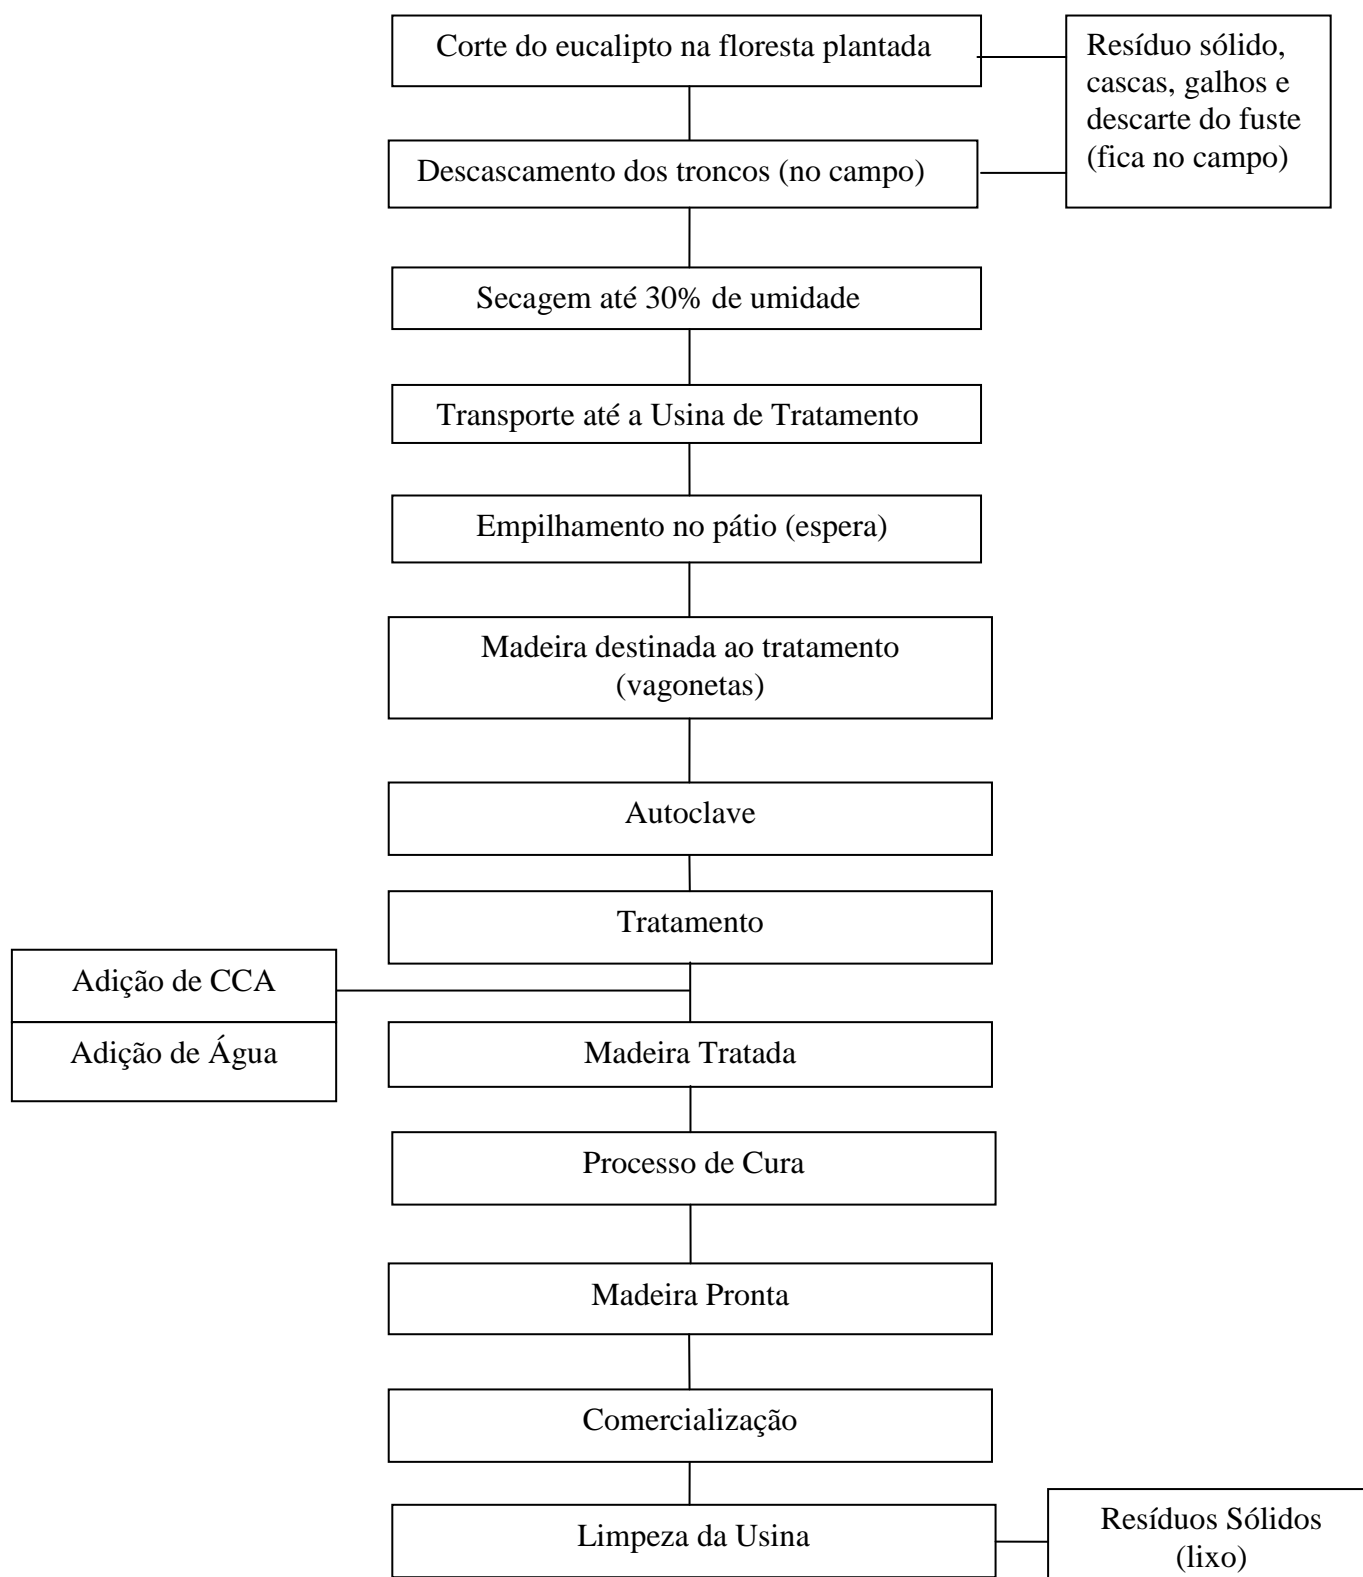 Corte do eucalipto na floresta plantada
Resíduo sólido,
cascas, galhos e
descarte do fuste
(fica no campo)
Descascamento dos troncos (no campo)
Secagem até 30% de umidade
Transporte até a Usina de Tratamento
Empilhamento no pátio (espera)
Madeira destinada ao tratamento
(vagonetas)
Autoclave
Tratamento
Adição de CCA
Adição de Água
Madeira Tratada
Processo de Cura
Madeira Pronta
Comercialização
Limpeza da Usina
Resíduos Sólidos
(lixo)